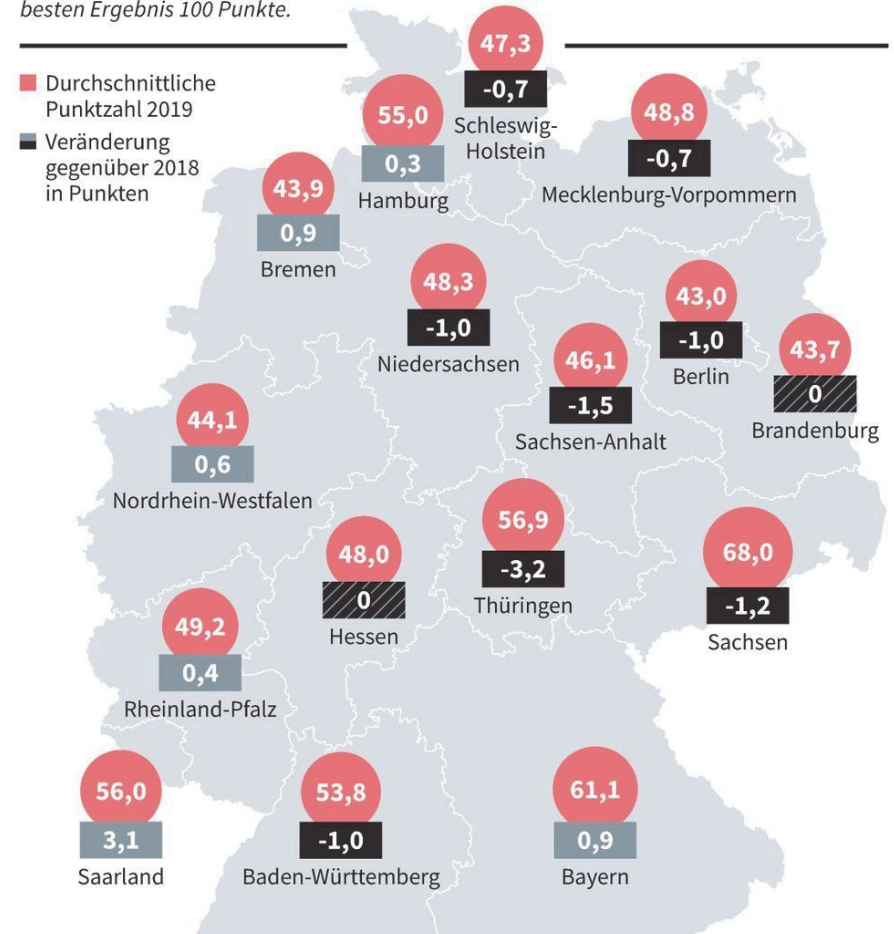 besten Ergebnis 100 Punkte.
Durchschnittliche
Punktzahl 2019
Veränderung
gegenüber 2018
in Punkten
47,3
-0,7
Schleswig-
Holstein
55,0
0,3
Hamburg
48,8
-0,7
Mecklenburg-Vorpommern
43,9
0,9
Bremen
48,3
-1,0
Niedersachsen
43,0
-1,0
Berlin
46,1
-1,5
Sachsen-Anhalt
43,7
0
Brandenburg
44,1
0,6
Nordrhein-Westfalen
48,0
0
Hessen
56,9
-3,2
Thüringen
68,0
-1,2
Sachsen
49,2
0,4
Rheinland-Pfalz
56,0
3,1
Saarland
53,8
-1,0
Baden-Württemberg
61,1
0,9
Bayern